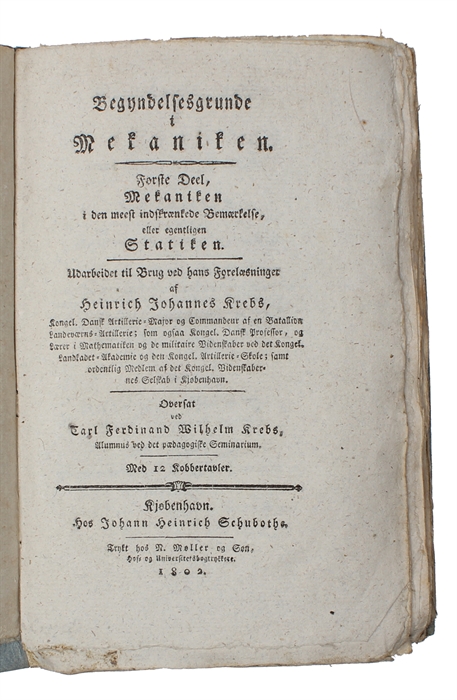 Begyndelsesgrunde
i
Mekaniken.
Første Deel,
Mekaniken
i den meest indskrænkede Bemærkelse,
eller egentligen
Statiken.
Udarbeidet til Brug ved hans Forelæsninger
af
Heinrich Johannes Krebs,
Kongel. Dansk Artillerie-Major og Commandeur af en Batallion
Landeværns-Artillerie; som ogsaa Kongel. Dansk Professor, og
Lærer i Mathematiken og de militaire Videnskaber ved det Kongel.
Landkadet-Akademie og den Kongel. Artillerie-Skole; samt
ordentlig Medlem af det Kongel. Videnskaber-
nes Selskab i Kjøbenhavn.
Oversat
ved
Carl Ferdinand Wilhelm Krebs,
Alumnus ved det pædagogiske Seminarium.
Med 12 Kobbertavler.
Kjøbenhavn.
Hos Johann Heinrich Schubothe.
Trykt hos N. Møller og Søn,
Hof- og Universitetsbogtrykkere.
1802.